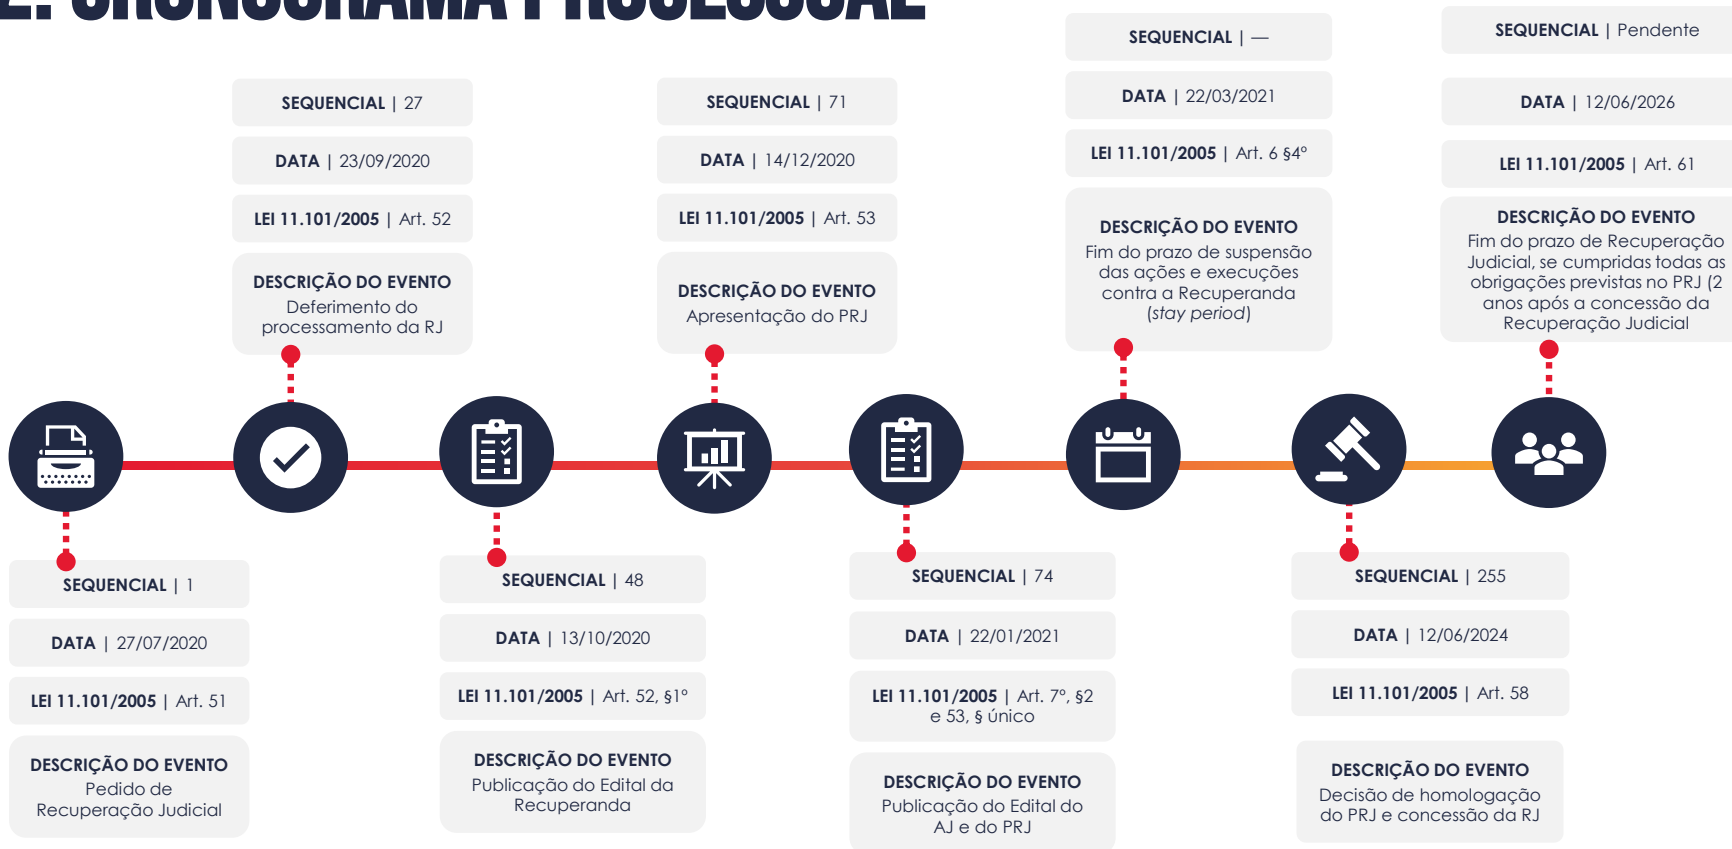 2. CRONOGRAMA PROCESSUAL
SEQUENCIAL | 1
DATA | 27/07/2020
LEI 11.101/2005 | Art. 51
DESCRIÇÃO DO EVENTO
Pedido de
Recuperação Judicial
SEQUENCIAL | 27
DATA | 23/09/2020
LEI 11.101/2005 | Art. 52
DESCRIÇÃO DO EVENTO
Deferimento do
processamento da RJ
SEQUENCIAL | 48
DATA | 13/10/2020
LEI 11.101/2005 | Art. 52, §1º
DESCRIÇÃO DO EVENTO
Publicação do Edital da
Recuperanda
SEQUENCIAL | 71
DATA | 14/12/2020
LEI 11.101/2005 | Art. 53
DESCRIÇÃO DO EVENTO
Apresentação do PRJ
SEQUENCIAL | 74
DATA | 22/01/2021
LEI 11.101/2005 | Art. 7º, §2
e 53, § único
DESCRIÇÃO DO EVENTO
Publicação do Edital do
AJ e do PRJ
SEQUENCIAL | —
DATA | 22/03/2021
LEI 11.101/2005 | Art. 6 §4º
DESCRIÇÃO DO EVENTO
Fim do prazo de suspensão
das ações e execuções
contra a Recuperanda
(stay period)
SEQUENCIAL | 255
DATA | 12/06/2024
LEI 11.101/2005 | Art. 58
DESCRIÇÃO DO EVENTO
Decisão de homologação
do PRJ e concessão da RJ
SEQUENCIAL | Pendente
DATA | 12/06/2026
LEI 11.101/2005 | Art. 61
DESCRIÇÃO DO EVENTO
Fim do prazo de Recuperação
Judicial, se cumpridas todas as
obrigações previstas no PRJ (2
anos após a concessão da
Recuperação Judicial